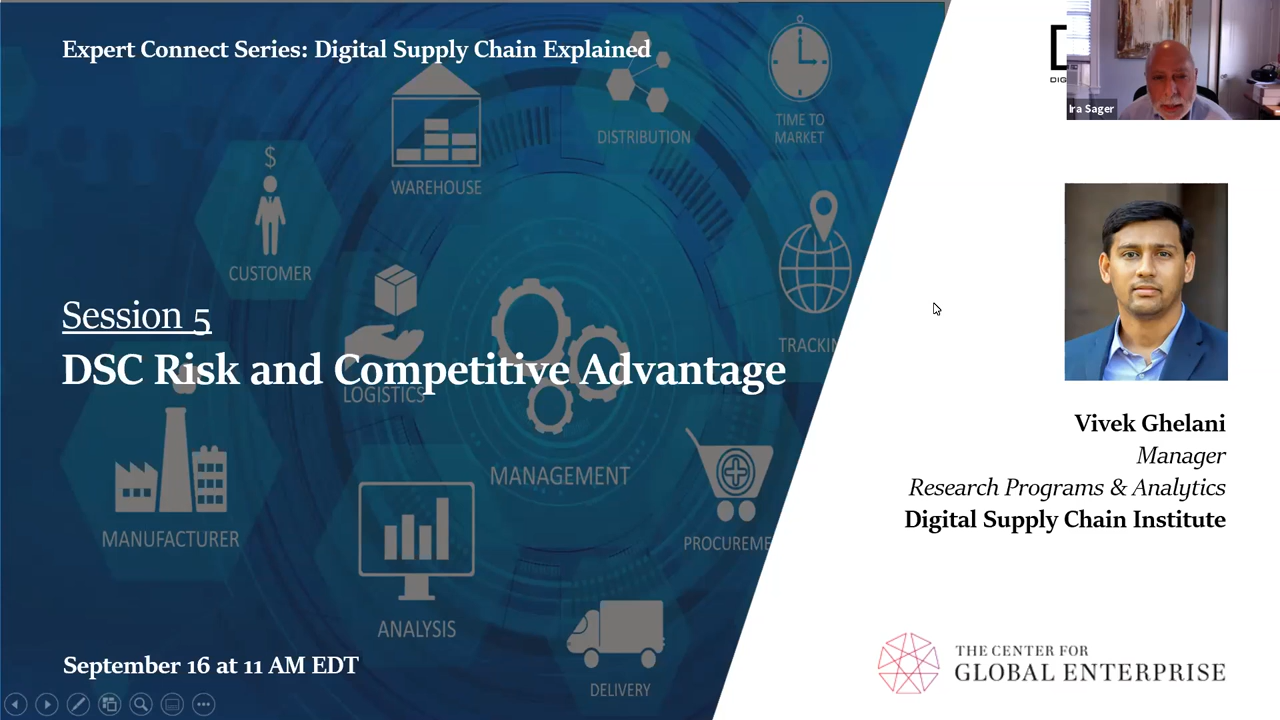 Expert Connect Series: Digital Supply Chain Explained
$
WAREHOUSE
DISTRIBUTION
TIME TO
MARKET
CUSTOMER
Session 5
DSC Risk and Competitive Advantage
LOGISTICS
MANAGEMENT
MANUFACTURER
ANALYSIS
DELIVERY
September 16 at 11 AM EDT
Ira Sager
Vivek Ghelani
Manager
Research Programs & Analytics
Digital Supply Chain Institute
THE CENTER FOR
GLOBAL ENTERPRISE